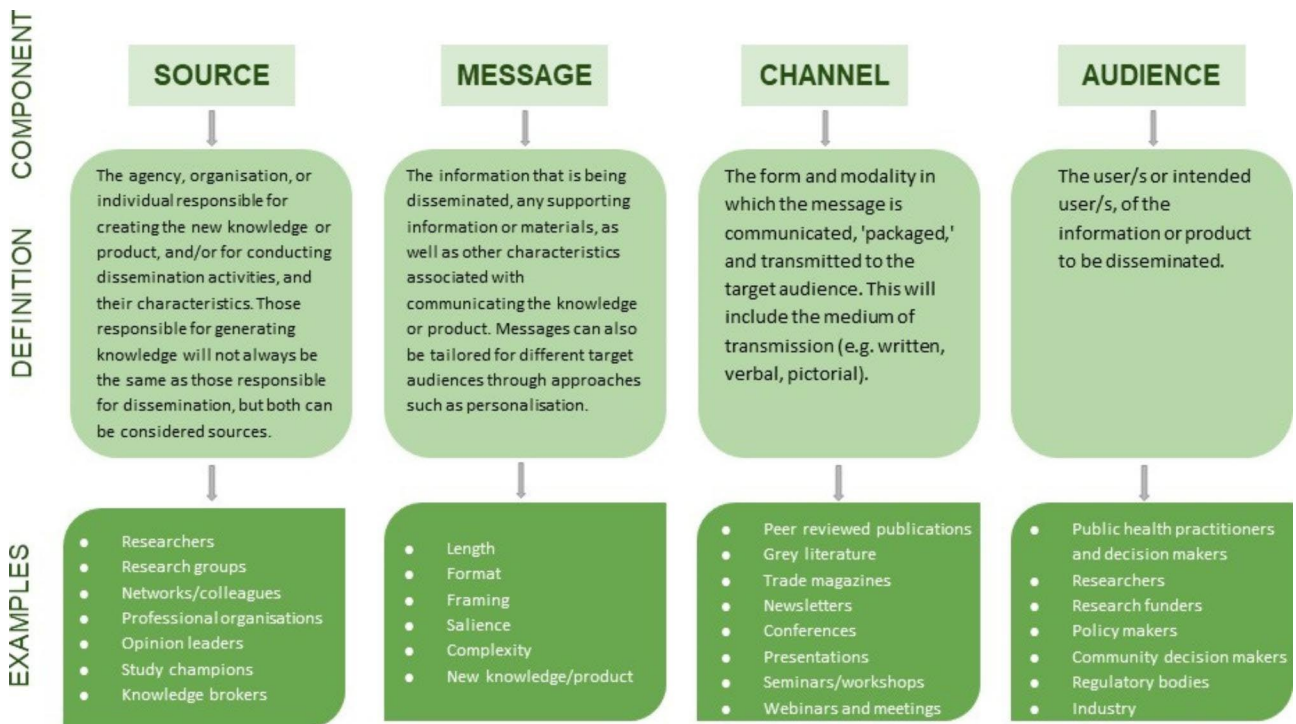 COMPONENT
SOURCE
MESSAGE
CHANNEL
AUDIENCE
DEFINITION
The agency, organisation, or
individual responsible for
creating the new knowledge or
product, and/or for conducting
dissemination activities, and
their characteristics. Those
responsible for generating
knowledge will not always be
the same as those responsible
for dissemination, but both can
be considered sources.
The information that is being
disseminated, any supporting
information or materials, as
well as other characteristics
associated with
communicating the knowledge
or product. Messages can also
be tailored for different target
audiences through approaches
such as personalisation.
The form and modality in
which the message is
communicated, 'packaged,'
and transmitted to the
target audience. This will
include the medium of
transmission (e.g. written,
verbal, pictorial).
The user/s or intended
user/s, of the
information or product
to be disseminated.
EXAMPLES
● Researchers
● Research groups
● Networks/colleagues
● Professional organisations
● Opinion leaders
● Study champions
● Knowledge brokers
● Length
● Format
● Framing
● Salience
● Complexity
● New knowledge/product
● Peer reviewed publications
● Grey literature
● Trade magazines
● Newsletters
● Conferences
● Presentations
● Seminars/workshops
● Webinars and meetings
● Public health practitioners
and decision makers
● Researchers
● Research funders
● Policy makers
● Community decision makers
● Regulatory bodies
● Industry